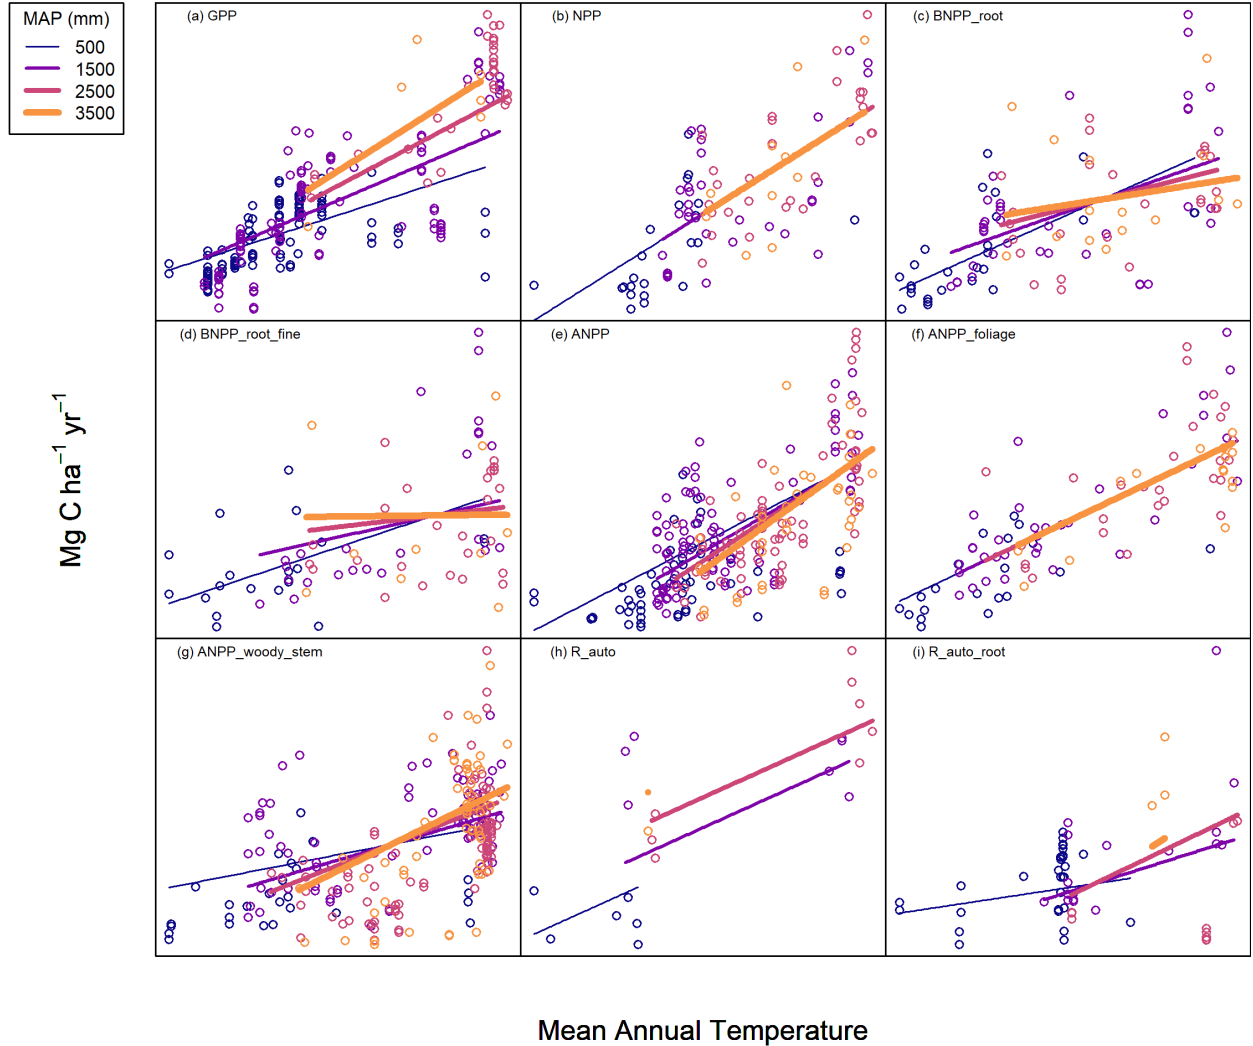 MAP (mm)
500
1500
2500
3500
(a) GPP
(b) NPP
(c) BNPP_root
(d) BNPP_root_fine
(e) ANPP
(f) ANPP_foliage
(g) ANPP_woody_stem
(h) R_auto
(i) R_auto_root
Mg C ha⁻¹ yr⁻¹
Mean Annual Temperature